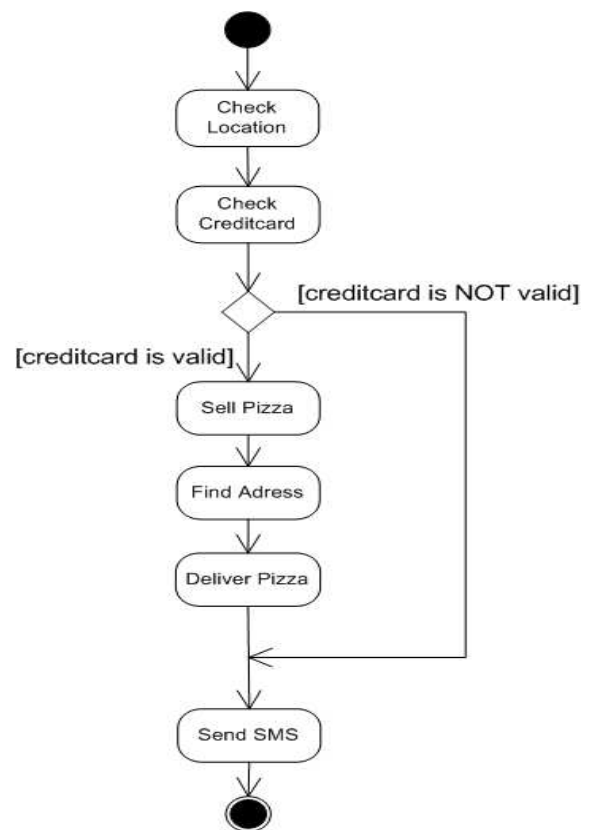 Check
Location
Check
Creditcard
[creditcard is NOT valid]
[creditcard is valid]
Sell Pizza
Find Adress
Deliver Pizza
Send SMS